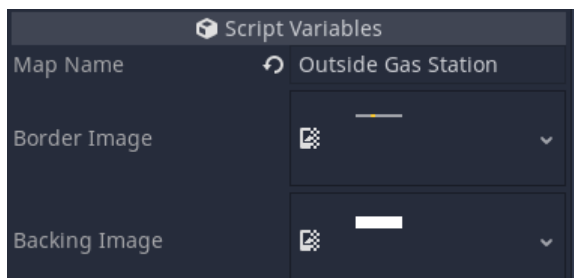 Script Variables
Map Name Outside Gas Station
Border Image
Backing Image